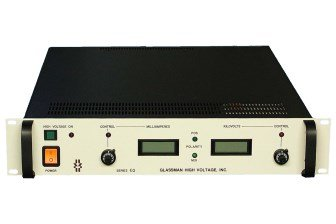 HIGH VOLTAGE ON
CONTROL
MILLIAMPERES
POS
POLARITY
NEG
KILOVOLTS
CONTROL
POWER
SERIES EQ
GLASSMAN HIGH VOLTAGE, INC.